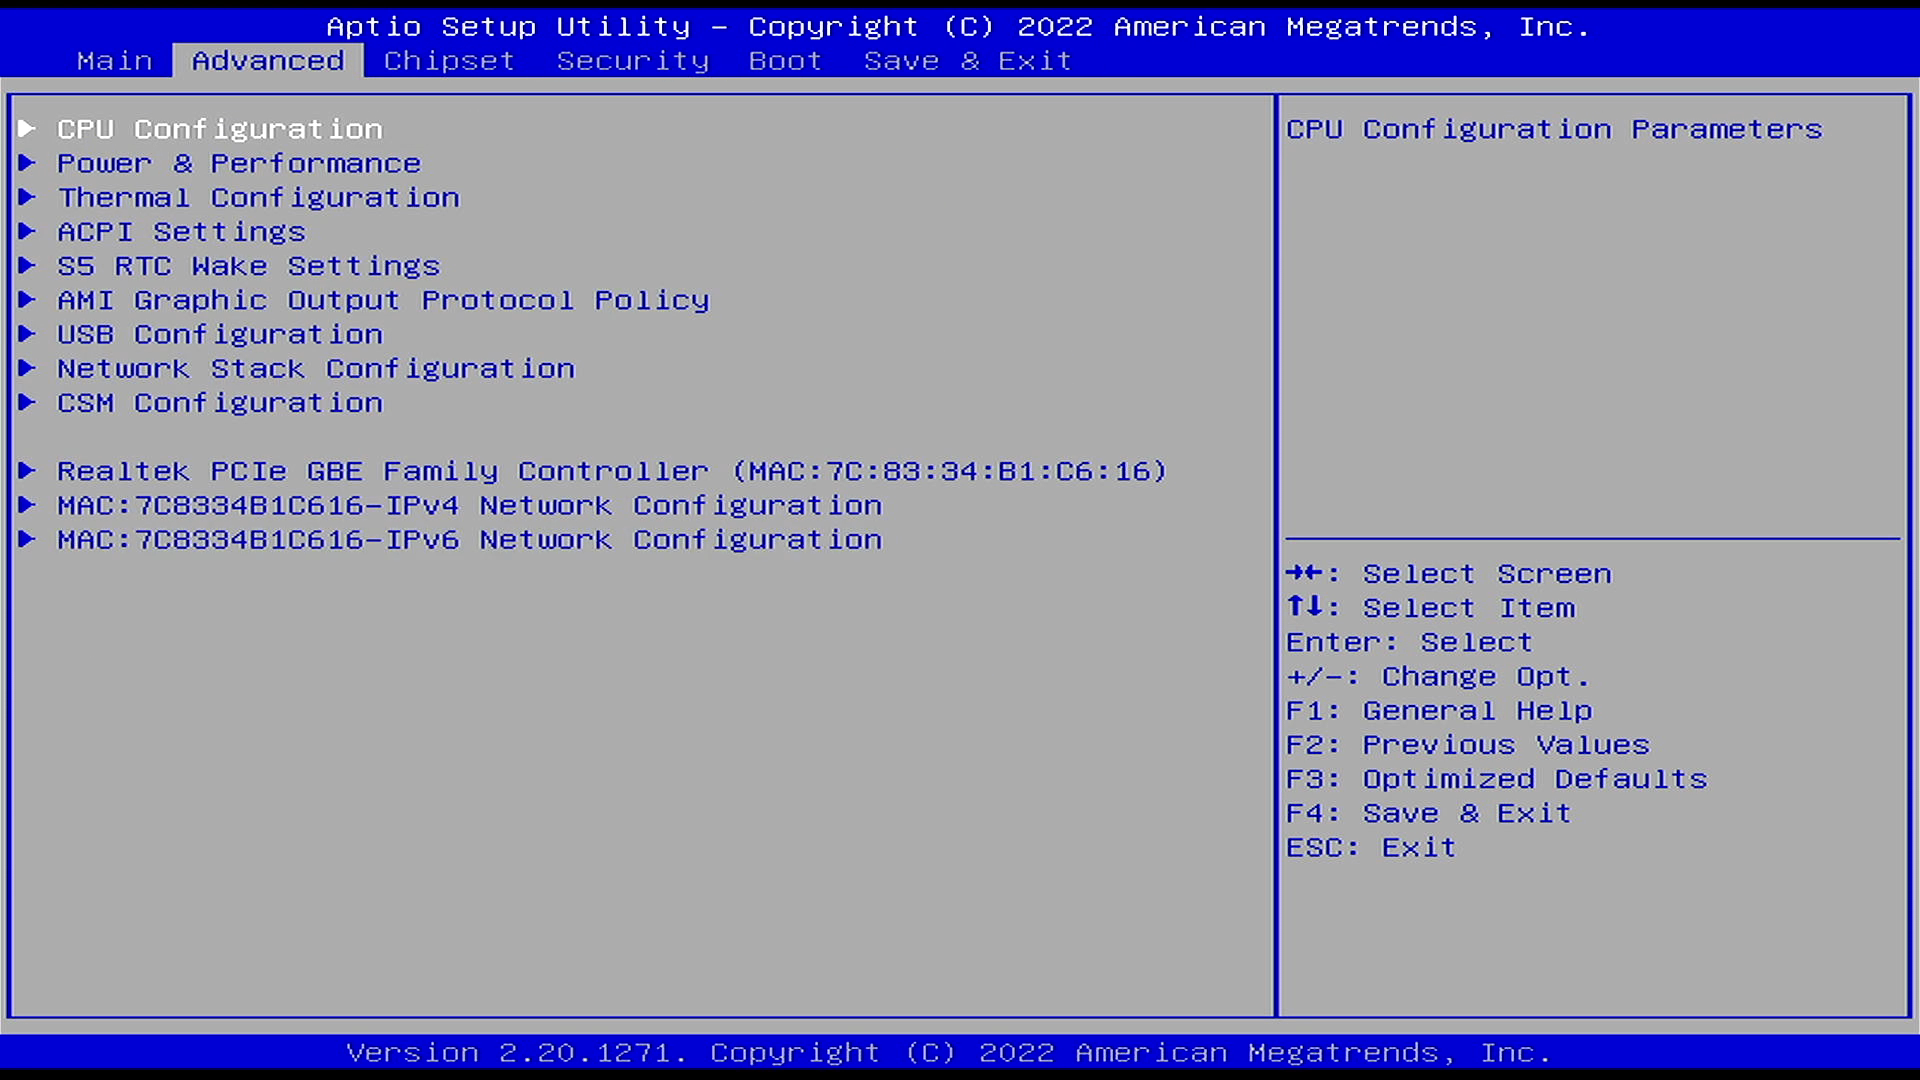 Aptio Setup Utility – Copyright (C) 2022 American Megatrends, Inc.
Main Advanced Chipset Security Boot Save & Exit
► CPU Configuration
► Power & Performance
► Thermal Configuration
► ACPI Settings
► S5 RTC Wake Settings
► AMI Graphic Output Protocol Policy
► USB Configuration
► Network Stack Configuration
► CSM Configuration
► Realtek PCIe GBE Family Controller (MAC:7C:83:34:B1:C6:16)
► MAC:7C8334B1C616-IPv4 Network Configuration
► MAC:7C8334B1C616-IPv6 Network Configuration
CPU Configuration Parameters
→←: Select Screen
↑↓: Select Item
Enter: Select
+/-: Change Opt.
F1: General Help
F2: Previous Values
F3: Optimized Defaults
F4: Save & Exit
ESC: Exit
Version 2.20.1271. Copyright (C) 2022 American Megatrends, Inc.